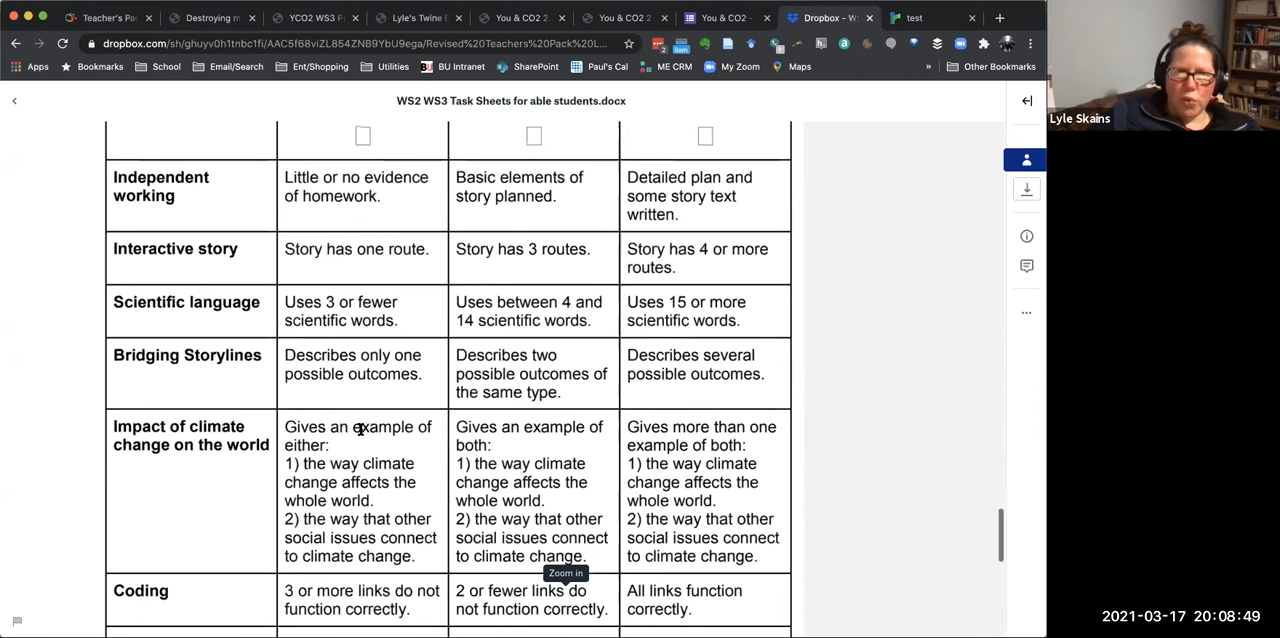 Teacher's Pac
Destroying m
YCO2 WS3 P
Lyle's Twine
You & CO2 2
You & CO2 2
You & CO2 -
Dropbox - W
test
dropbox.com/sh/ghuyv0h1tnbc1fi/AAC5f68viZL854ZNB9YbU9ega/Revised%20Teachers%20Pack%20L...
2
9am
Apps
Bookmarks
School
Email/Search
Ent/Shopping
Utilities
BU Intranet
SharePoint
Paul's Cal
ME CRM
My Zoom
Maps
»
Other Bookmarks
WS2 WS3 Task Sheets for able students.docx
Lyle Skains
Independent
working
Little or no evidence
of homework.
Basic elements of
story planned.
Detailed plan and
some story text
written.
Interactive story
Story has one route.
Story has 3 routes.
Story has 4 or more
routes.
Scientific language
Uses 3 or fewer
scientific words.
Uses between 4 and
14 scientific words.
Uses 15 or more
scientific words.
Bridging Storylines
Describes only one
possible outcomes.
Describes two
possible outcomes of
the same type.
Describes several
possible outcomes.
Impact of climate
change on the world
Gives an example of
either:
1) the way climate
change affects the
whole world.
2) the way that other
social issues connect
to climate change.
Gives an example of
both:
1) the way climate
change affects the
whole world.
2) the way that other
social issues connect
to climate change.
Gives more than one
example of both:
1) the way climate
change affects the
whole world.
2) the way that other
social issues connect
to climate change.
Zoom in
Coding
3 or more links do not
function correctly.
2 or fewer links do
not function correctly.
All links function
correctly.
2021-03-17 20:08:49